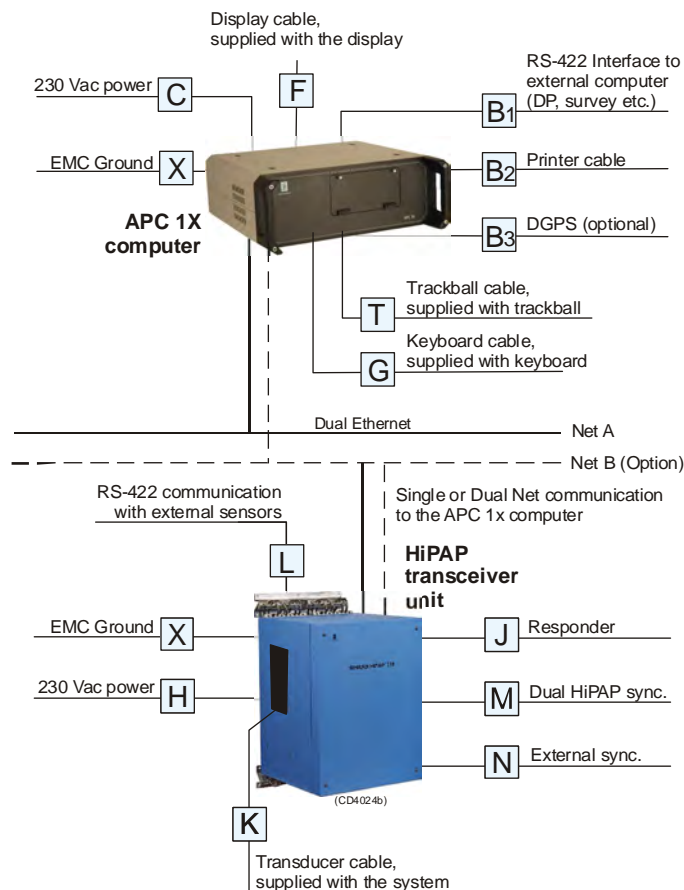 Display cable,
supplied with the display
RS-422 Interface to
external computer
(DP, survey etc.)
230 Vac power
C
F
B1
EMC Ground
X
B2
Printer cable
APC 1X
computer
B3
DGPS (optional)
Trackball cable,
supplied with trackball
T
Keyboard cable,
supplied with keyboard
G
Dual Ethernet
Net A
Net B (Option)
RS-422 communication
with external sensors
Single or Dual Net communication
to the APC 1x computer
L
HiPAP
transceiver
unit
EMC Ground
X
J
Responder
230 Vac power
H
M
Dual HiPAP sync.
N
External sync.
(CD4024b)
K
Transducer cable,
supplied with the system